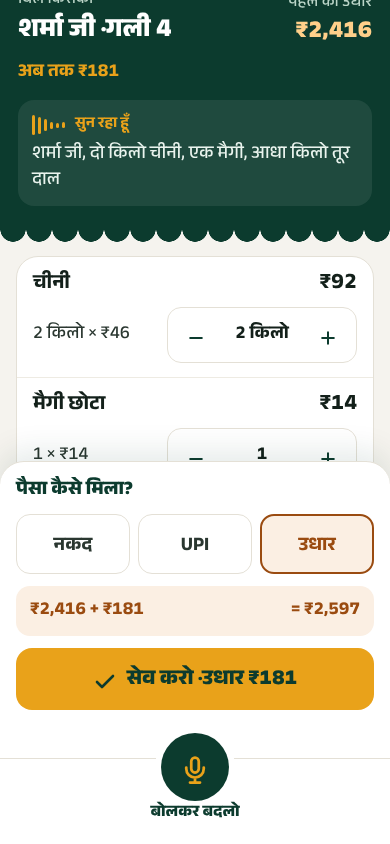 शर्मा जी ·गली 4
₹2,416
अब तक ₹181
सुन रहा हूँ
शर्मा जी, दो किलो चीनी, एक मैगी, आधा किलो तूर
दाल
चीनी
₹92
2 किलो × ₹46
− 2 किलो +
मैगी छोटा
₹14
1 × ₹14
− 1 +
पैसा कैसे मिला?
नकद
UPI
उधार
₹2,416 + ₹181
= ₹2,597
सेव करो ·उधार ₹181
बोलकर बदलो